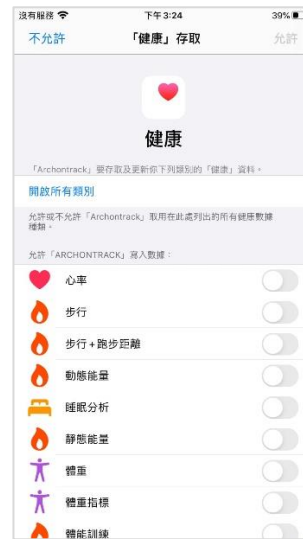 沒有服務 下午3:24 39%
不允許 「健康」存取 允許
健康
「Archontrack」要存取及更新你下列類別的「健康」資料。
開啟所有類別
允許或不允許「Archontrack」取用在此處列出的所有健康數據
種類。
允許「ARCHONTRACK」寫入數據：
心率
步行
步行+跑步距離
動態能量
睡眠分析
靜態能量
體重
體重指標
體能訓練